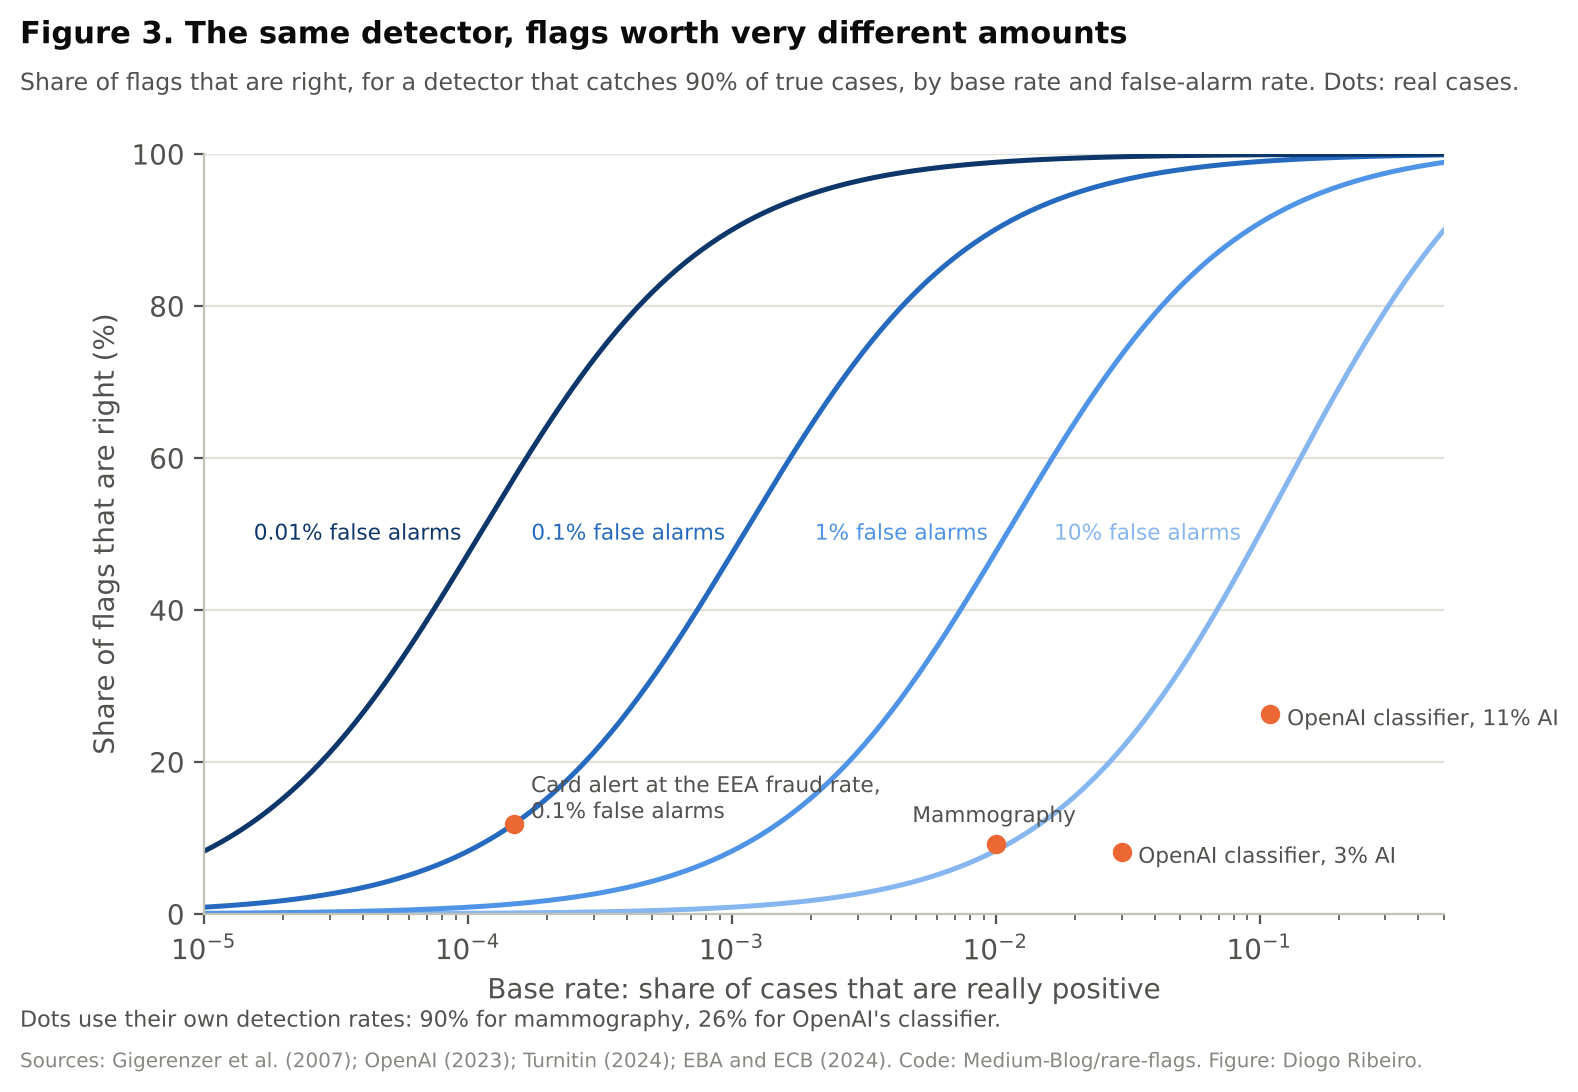 Figure 3. The same detector, flags worth very different amounts
Share of flags that are right, for a detector that catches 90% of true cases, by base rate and false-alarm rate. Dots: real cases.
Share of flags that are right (%)
100
80
60
40
20
0
0.01% false alarms
0.1% false alarms
1% false alarms
10% false alarms
OpenAI classifier, 11% AI
Card alert at the EEA fraud rate,
0.1% false alarms
Mammography
OpenAI classifier, 3% AI
10⁻⁵
10⁻⁴
10⁻³
10⁻²
10⁻¹
Base rate: share of cases that are really positive
Dots use their own detection rates: 90% for mammography, 26% for OpenAI's classifier.
Sources: Gigerenzer et al. (2007); OpenAI (2023); Turnitin (2024); EBA and ECB (2024). Code: Medium-Blog/rare-flags. Figure: Diogo Ribeiro.